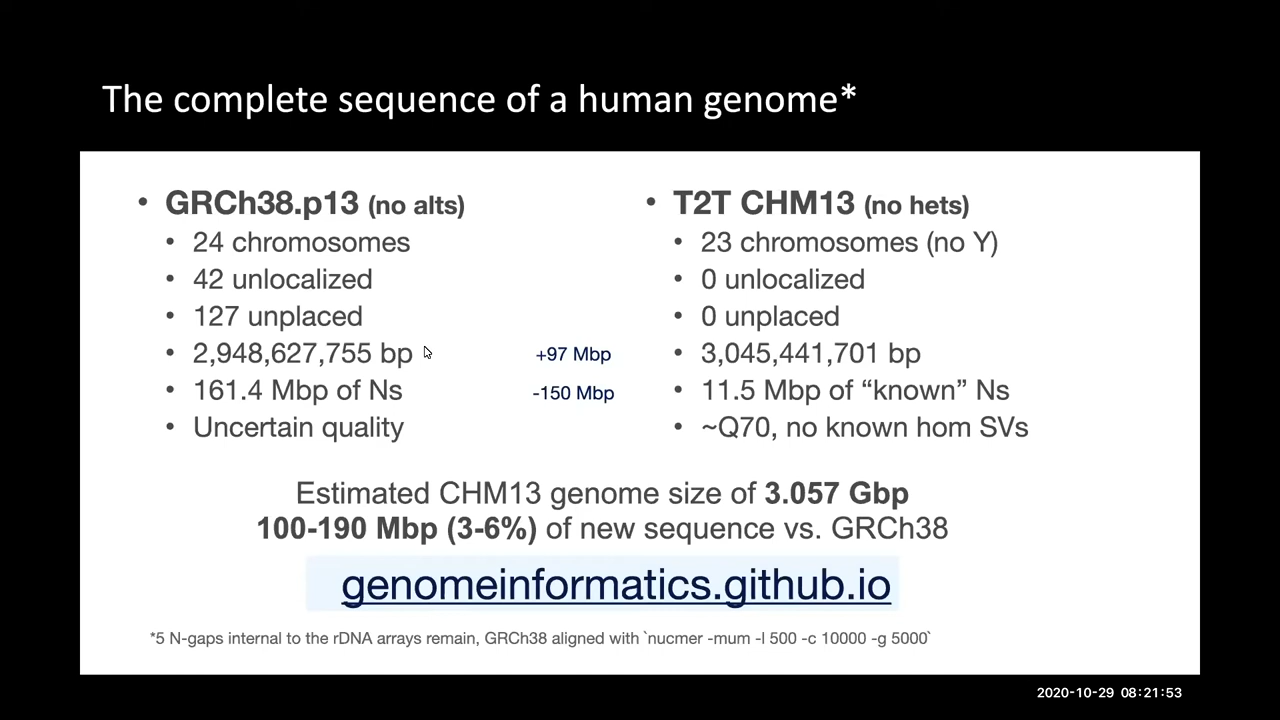 The complete sequence of a human genome*
• GRCh38.p13 (no alts)
• 24 chromosomes
• 42 unlocalized
• 127 unplaced
• 2,948,627,755 bp
• 161.4 Mbp of Ns
• Uncertain quality
+97 Mbp
-150 Mbp
• T2T CHM13 (no hets)
• 23 chromosomes (no Y)
• 0 unlocalized
• 0 unplaced
• 3,045,441,701 bp
• 11.5 Mbp of “known” Ns
• ~Q70, no known hom SVs
Estimated CHM13 genome size of 3.057 Gbp
100-190 Mbp (3-6%) of new sequence vs. GRCh38
genomeinformatics.github.io
*5 N-gaps internal to the rDNA arrays remain, GRCh38 aligned with `nucmer -mum -l 500 -c 10000 -g 5000`
2020-10-29 08:21:53